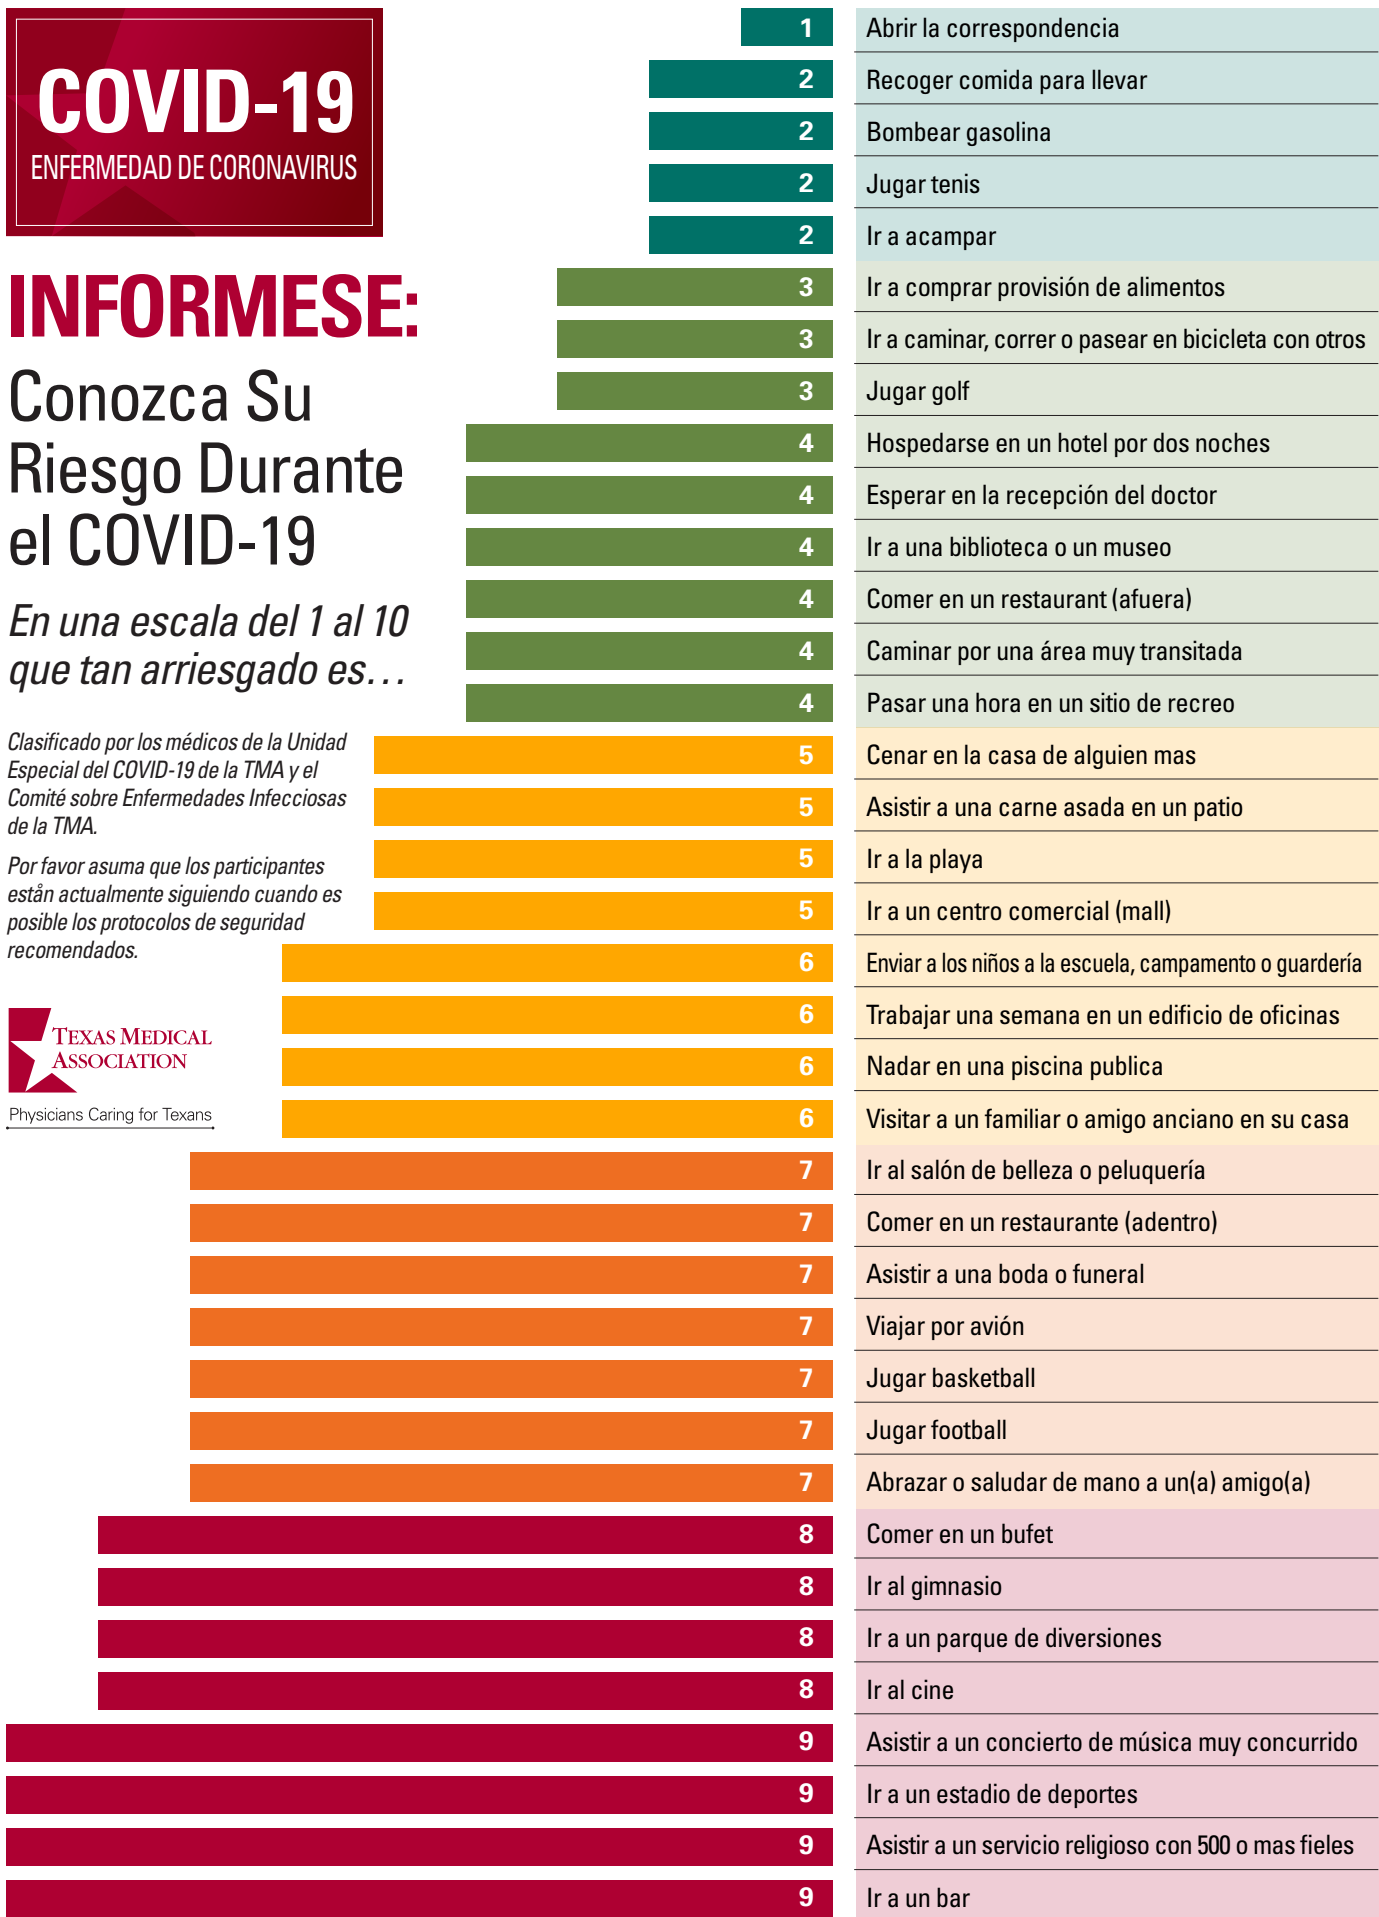 COVID-19
ENFERMEDAD DE CORONAVIRUS
INFORMESE:
Conozca Su
Riesgo Durante
el COVID-19
En una escala del 1 al 10
que tan arriesgado es…
Clasificado por los médicos de la Unidad
Especial del COVID-19 de la TMA y el
Comité sobre Enfermedades Infecciosas
de la TMA.
Por favor asuma que los participantes
estån actualmente siguiendo cuando es
posible los protocolos de seguridad
recomendados.
TEXAS MEDICAL
ASSOCIATION
Physicians Caring for Texans
1 Abrir la correspondencia
2 Recoger comida para llevar
2 Bombear gasolina
2 Jugar tenis
2 Ir a acampar
3 Ir a comprar provisión de alimentos
3 Ir a caminar, correr o pasear en bicicleta con otros
3 Jugar golf
4 Hospedarse en un hotel por dos noches
4 Esperar en la recepción del doctor
4 Ir a una biblioteca o un museo
4 Comer en un restaurant (afuera)
4 Caminar por una área muy transitada
4 Pasar una hora en un sitio de recreo
5 Cenar en la casa de alguien mas
5 Asistir a una carne asada en un patio
5 Ir a la playa
5 Ir a un centro comercial (mall)
6 Enviar a los niños a la escuela, campamento o guardería
6 Trabajar una semana en un edificio de oficinas
6 Nadar en una piscina publica
6 Visitar a un familiar o amigo anciano en su casa
7 Ir al salón de belleza o peluquería
7 Comer en un restaurante (adentro)
7 Asistir a una boda o funeral
7 Viajar por avión
7 Jugar basketball
7 Jugar football
7 Abrazar o saludar de mano a un(a) amigo(a)
8 Comer en un bufet
8 Ir al gimnasio
8 Ir a un parque de diversiones
8 Ir al cine
9 Asistir a un concierto de música muy concurrido
9 Ir a un estadio de deportes
9 Asistir a un servicio religioso con 500 o mas fieles
9 Ir a un bar